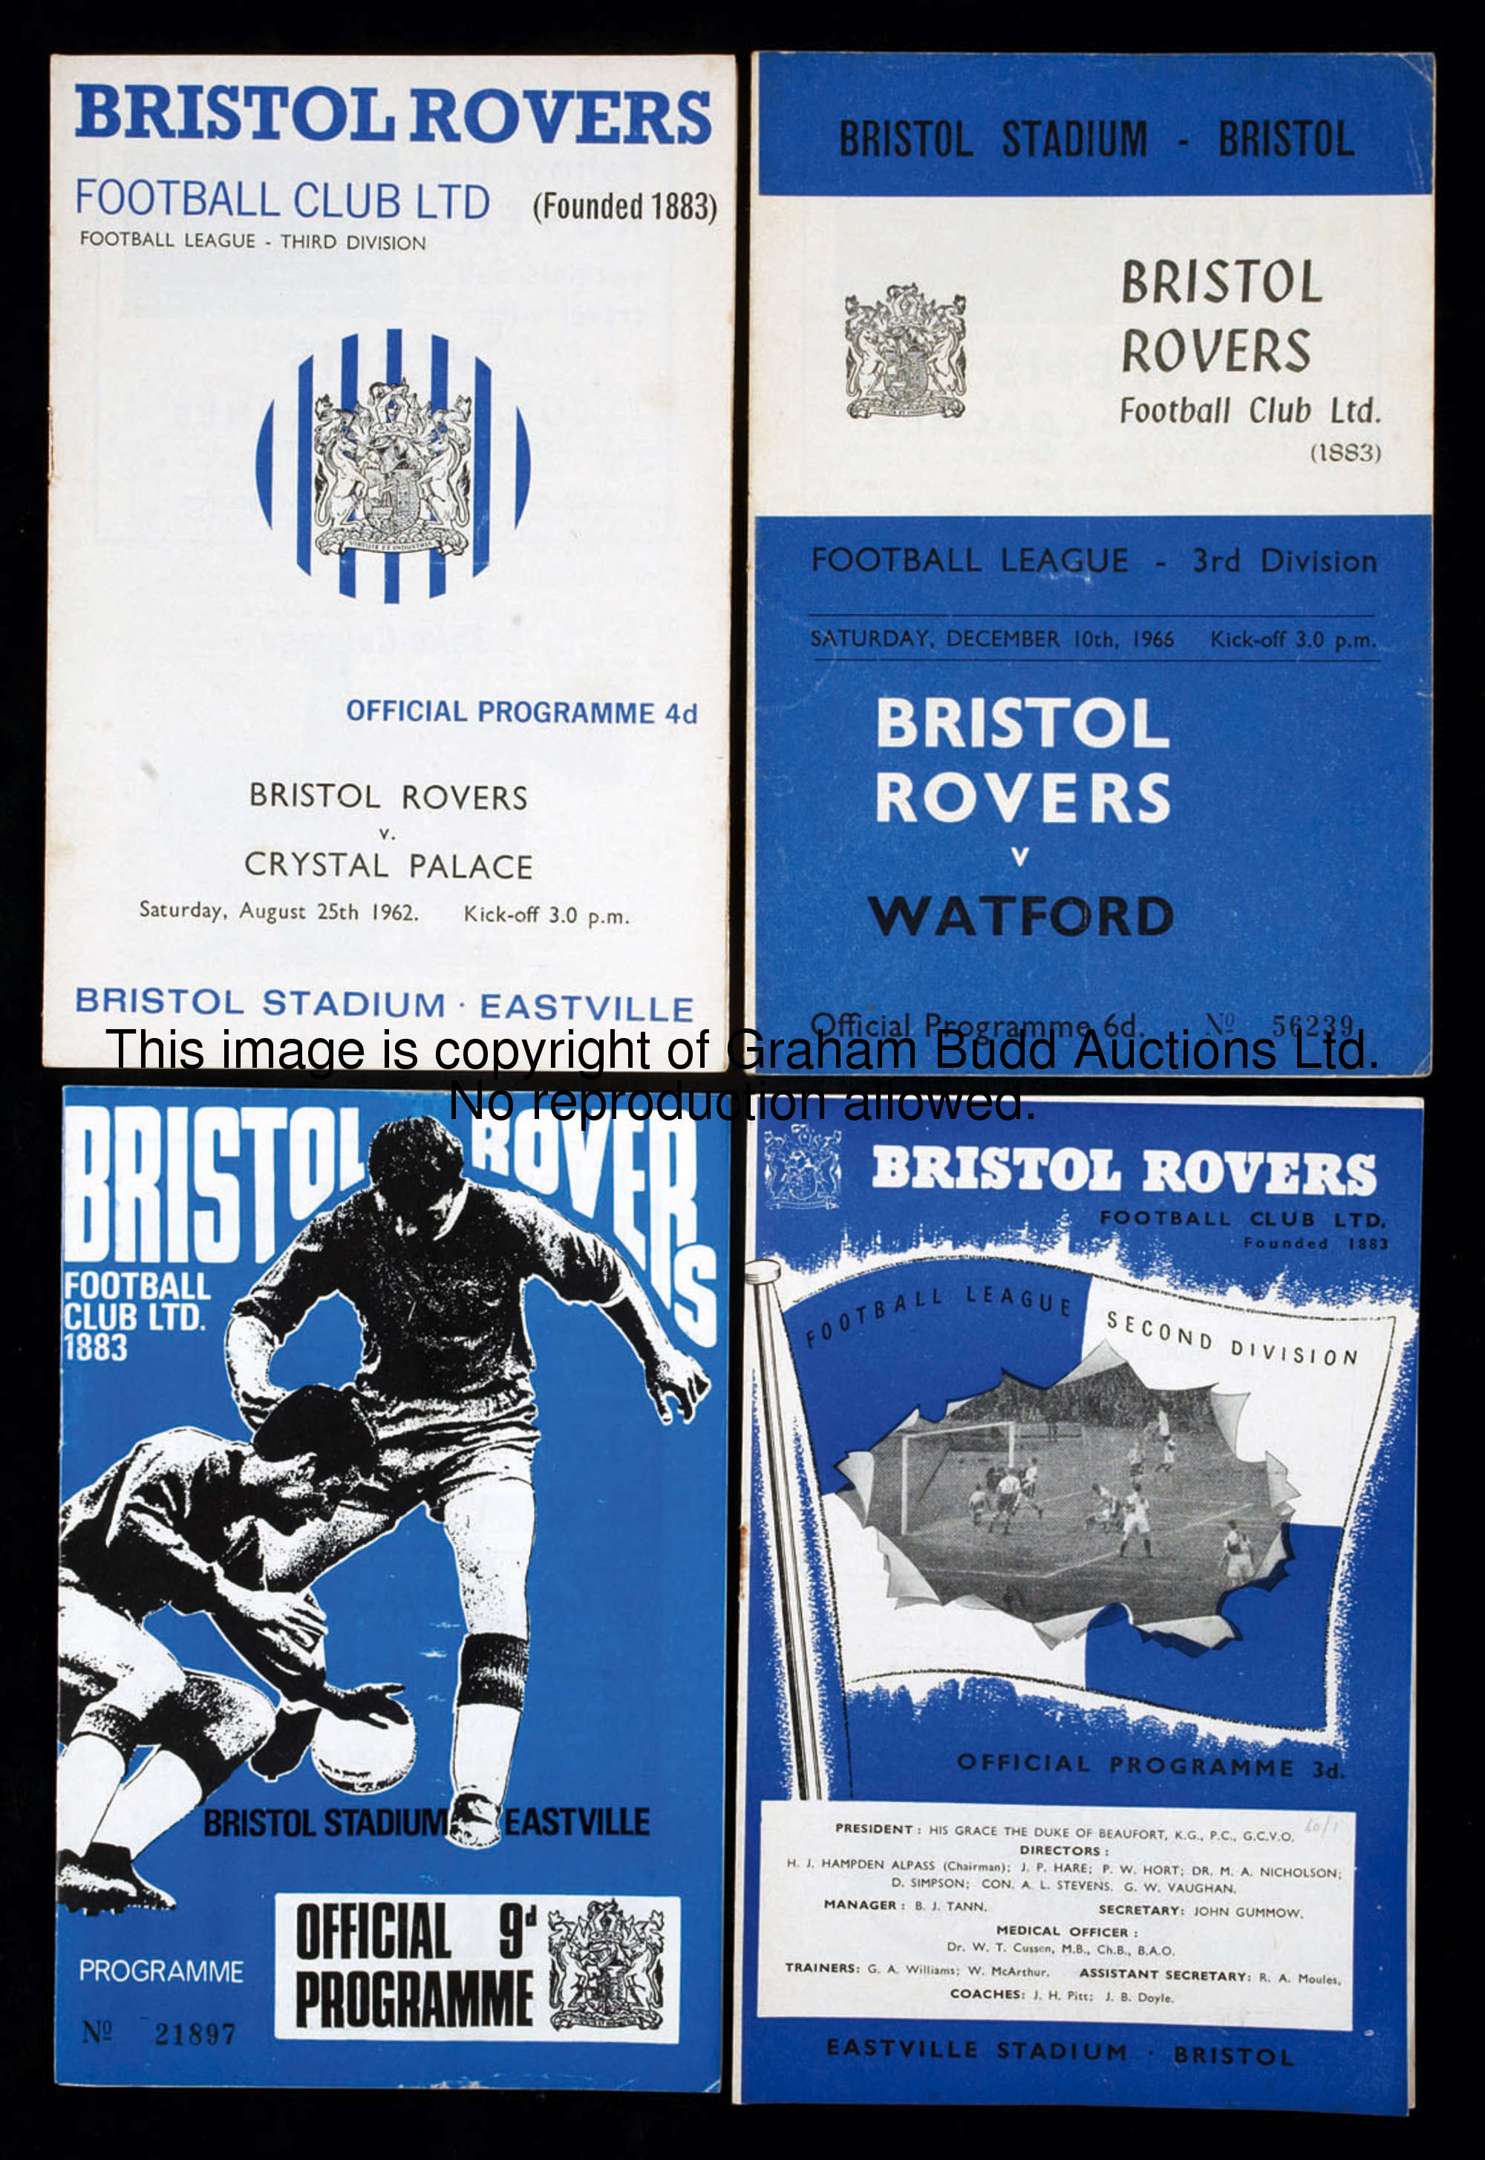 BRISTOL ROVERS
FOOTBALL CLUB LTD (Founded 1883)
FOOTBALL LEAGUE - THIRD DIVISION
VIRTUTE ET INDUSTRIA
OFFICIAL PROGRAMME 4d
BRISTOL ROVERS
v.
CRYSTAL PALACE
Saturday, August 25th 1962. Kick-off 3.0 p.m.
BRISTOL STADIUM · EASTVILLE
BRISTOL STADIUM - BRISTOL
BRISTOL
ROVERS
Football Club Ltd.
(1883)
FOOTBALL LEAGUE - 3rd Division
SATURDAY, DECEMBER 10th, 1966 Kick-off 3.0 p.m.
BRISTOL
ROVERS
v
WATFORD
Official Programme 6d. Nº 56239
This image is copyright of Graham Budd Auctions Ltd.
No reproduction allowed.
BRISTOL ROVERS
FOOTBALL
CLUB LTD.
1883
BRISTOL STADIUM EASTVILLE
OFFICIAL 9d
PROGRAMME
PROGRAMME
Nº 21897
BRISTOL ROVERS
FOOTBALL CLUB LTD.
Founded 1883
FOOTBALL LEAGUE SECOND DIVISION
OFFICIAL PROGRAMME 3d.
PRESIDENT : HIS GRACE THE DUKE OF BEAUFORT, K.G., P.C., G.C.V.O.
DIRECTORS :
H. J. HAMPDEN ALPASS (Chairman); J. P. HARE; P. W. HORT; DR. M. A. NICHOLSON;
D. SIMPSON; CON. A. L. STEVENS. G. W. VAUGHAN.
MANAGER : B. J. TANN. SECRETARY: JOHN GUMMOW.
MEDICAL OFFICER :
Dr. W. T. Cussen, M.B., Ch.B., B.A.O.
TRAINERS: G. A. Williams; W. McArthur. ASSISTANT SECRETARY: R. A. Moules.
COACHES: J. H. Pitt; J. B. Doyle.
EASTVILLE STADIUM · BRISTOL